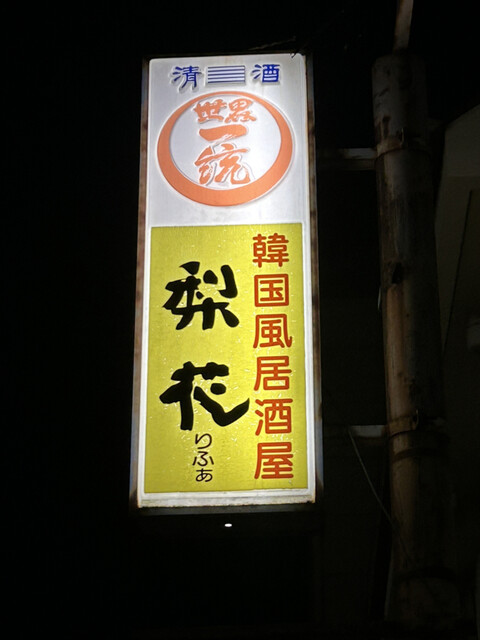 清酒
世界
一統
韓国風居酒屋
梨花
りふぁ